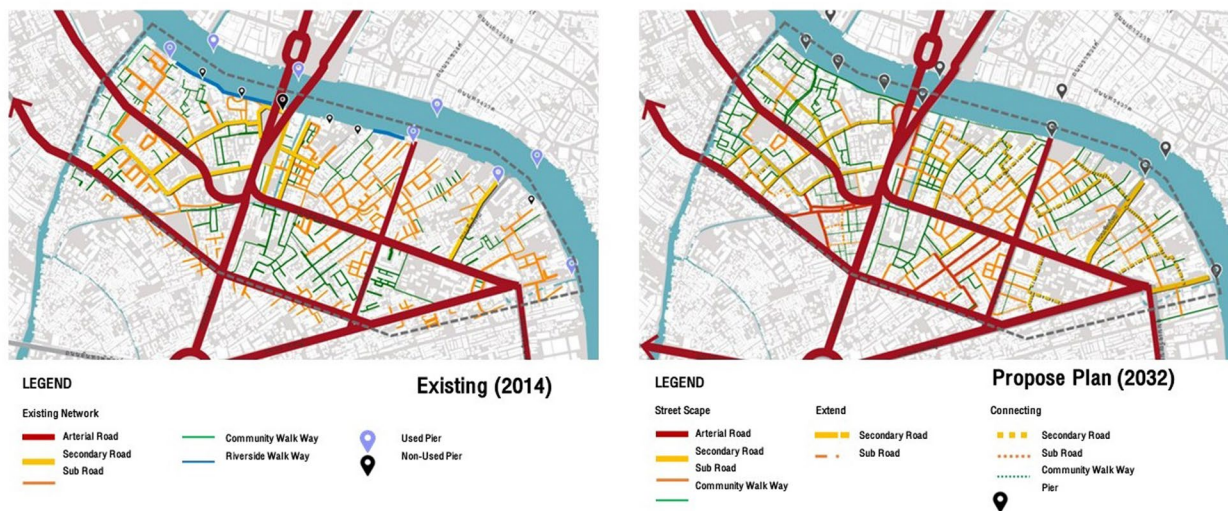 LEGEND
Existing (2014)
Existing Network
Arterial Road
Secondary Road
Sub Road
Community Walk Way
Riverside Walk Way
Used Pier
Non-Used Pier
LEGEND
Propose Plan (2032)
Street Scape
Arterial Road
Secondary Road
Sub Road
Community Walk Way
Extend
Secondary Road
Sub Road
Connecting
Secondary Road
Sub Road
Community Walk Way
Pier